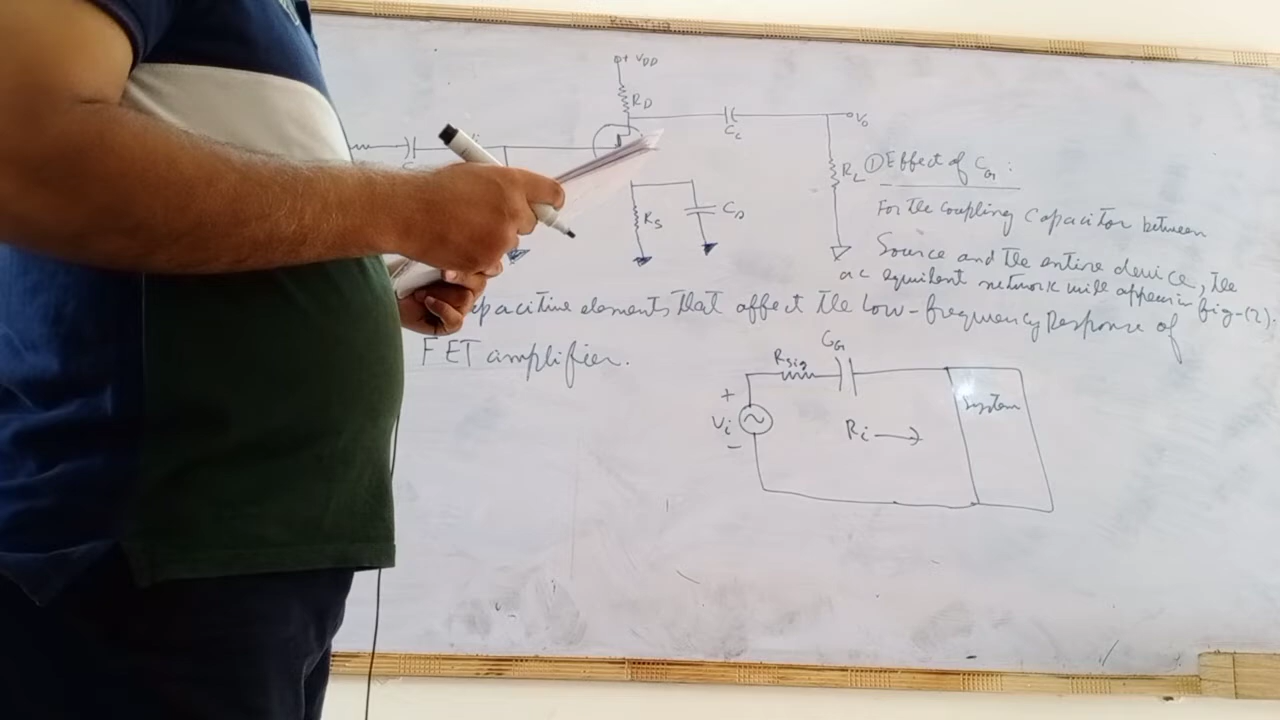 + VDD
RD
CC
Vo
RL
RS
CS
① Effect of CG:
For the Coupling Capacitor between
Source and the entire device, the
ac equilent network will appear in fig-(2).
apacitive elements that affect the Low-frequency Response of
FET amplifier.
Rsig
CG
+
Vi
-
Ri
System